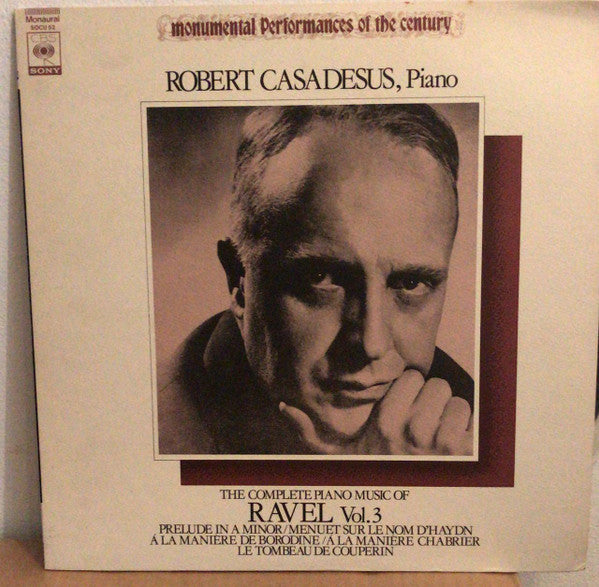 Monaural
SOCU 52
CBS
SONY
monumental Performances of the century
ROBERT CASADESUS, Piano
THE COMPLETE PIANO MUSIC OF
RAVEL Vol. 3
PRELUDE IN A MINOR/MENUET SUR LE NOM D'HAYDN
Á LA MANIÈRE DE BORODINE/Á LA MANIÈRE CHABRIER
LE TOMBEAU DE COUPERIN